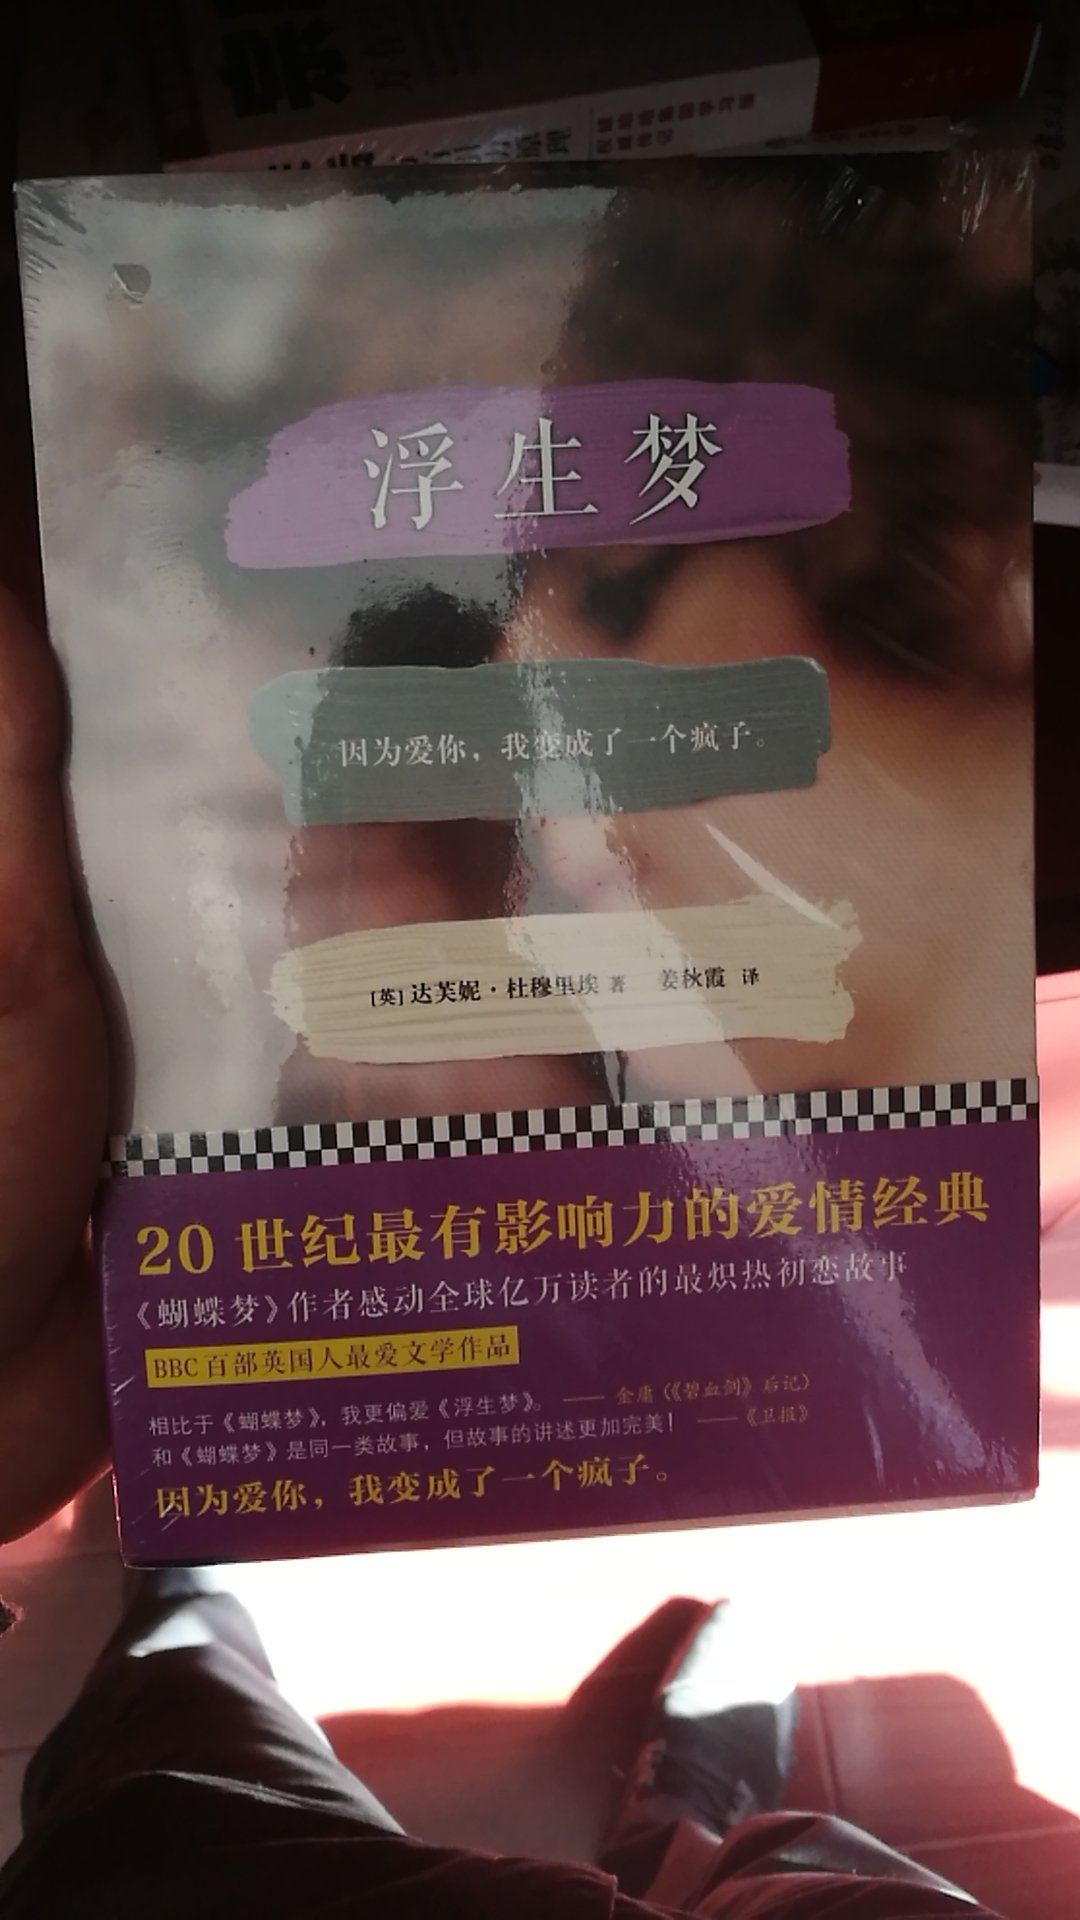 浮生梦
因为爱你，我变成了一个疯子。
[英] 达芙妮·杜穆里埃 著 姜秋霞 译
20 世纪最有影响力的爱情经典
《蝴蝶梦》作者感动全球亿万读者的最炽热初恋故事
BBC 百部英国人最爱文学作品
相比于《蝴蝶梦》，我更偏爱《浮生梦》。 —— 金庸（《碧血剑》后记）
和《蝴蝶梦》是同一类故事，但故事的讲述更加完美！ ——《卫报》
因为爱你，我变成了一个疯子。